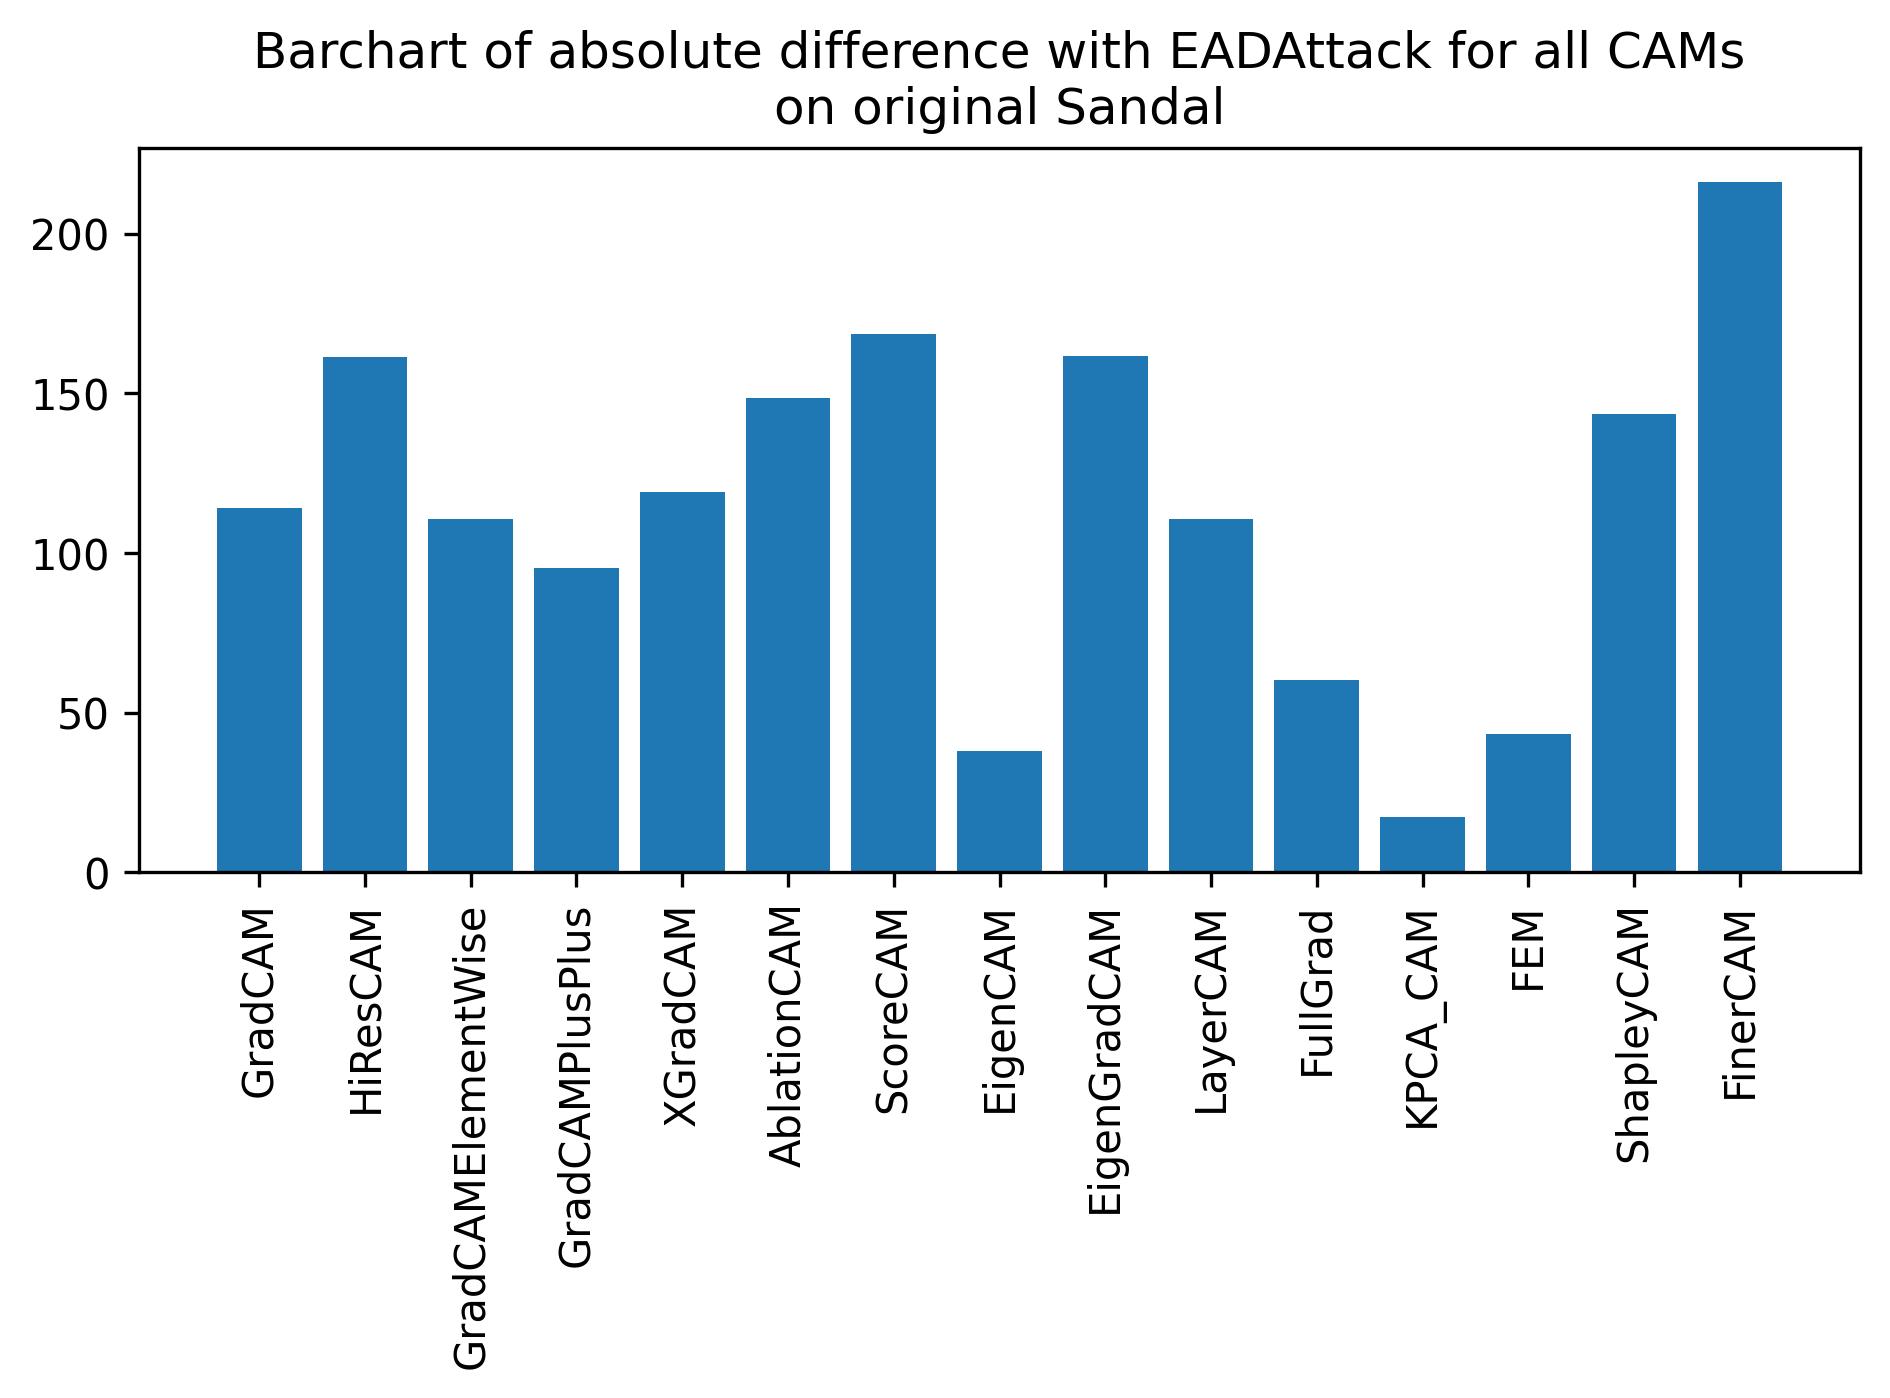 Barchart of absolute difference with EADAttack for all CAMs
on original Sandal
200
150
100
50
0
GradCAM
HiResCAM
GradCAMElementWise
GradCAMPlusPlus
XGradCAM
AblationCAM
ScoreCAM
EigenCAM
EigenGradCAM
LayerCAM
FullGrad
KPCA_CAM
FEM
ShapleyCAM
FinerCAM